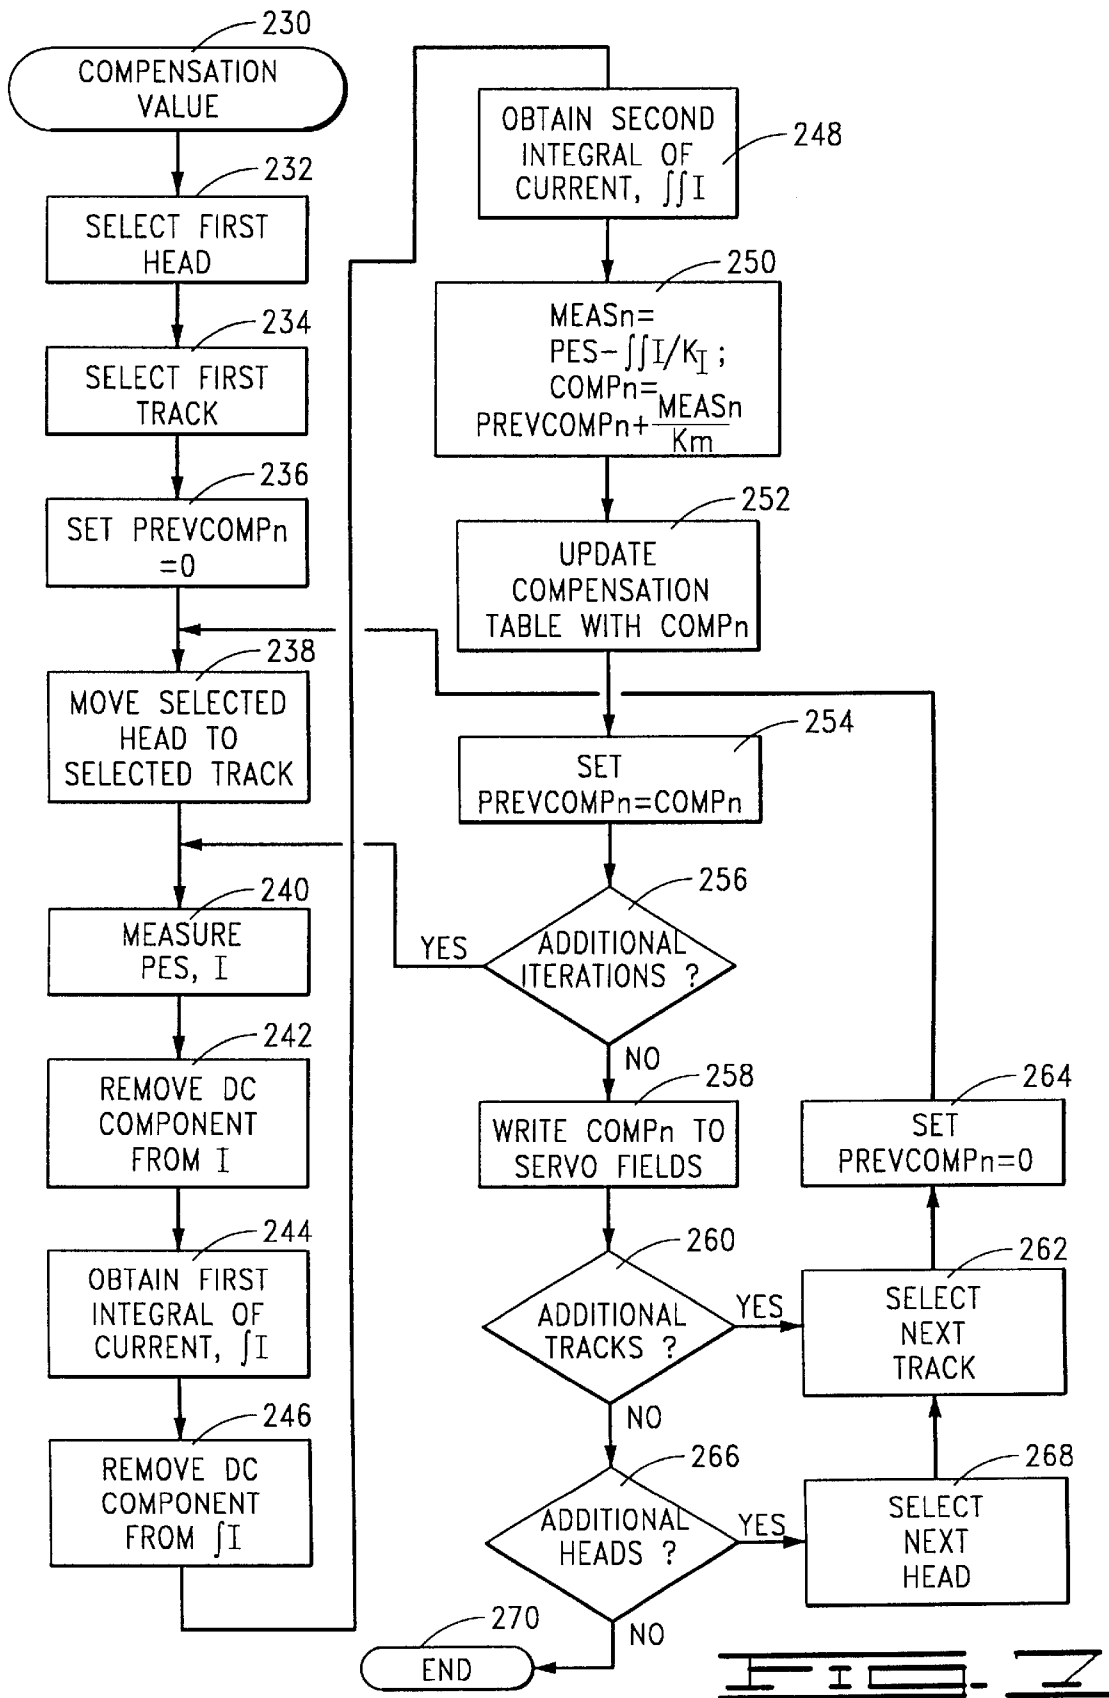 230
COMPENSATION
VALUE
232
SELECT FIRST
HEAD
234
SELECT FIRST
TRACK
236
SET PREVCOMPn
=0
238
MOVE SELECTED
HEAD TO
SELECTED TRACK
240
MEASURE
PES, I
242
REMOVE DC
COMPONENT
FROM I
244
OBTAIN FIRST
INTEGRAL OF
CURRENT, ∫I
246
REMOVE DC
COMPONENT
FROM ∫I
OBTAIN SECOND
INTEGRAL OF
CURRENT, ∫∫I
248
250
MEASn=
PES-∫∫I/K_I ;
COMPn=
PREVCOMPn+MEASn/Km
252
UPDATE
COMPENSATION
TABLE WITH COMPn
254
SET
PREVCOMPn=COMPn
256
ADDITIONAL
ITERATIONS ?
YES
NO
258
WRITE COMPn TO
SERVO FIELDS
260
ADDITIONAL
TRACKS ?
YES
NO
262
SELECT
NEXT
TRACK
264
SET
PREVCOMPn=0
266
ADDITIONAL
HEADS ?
YES
NO
268
SELECT
NEXT
HEAD
270
END
FIG. 7